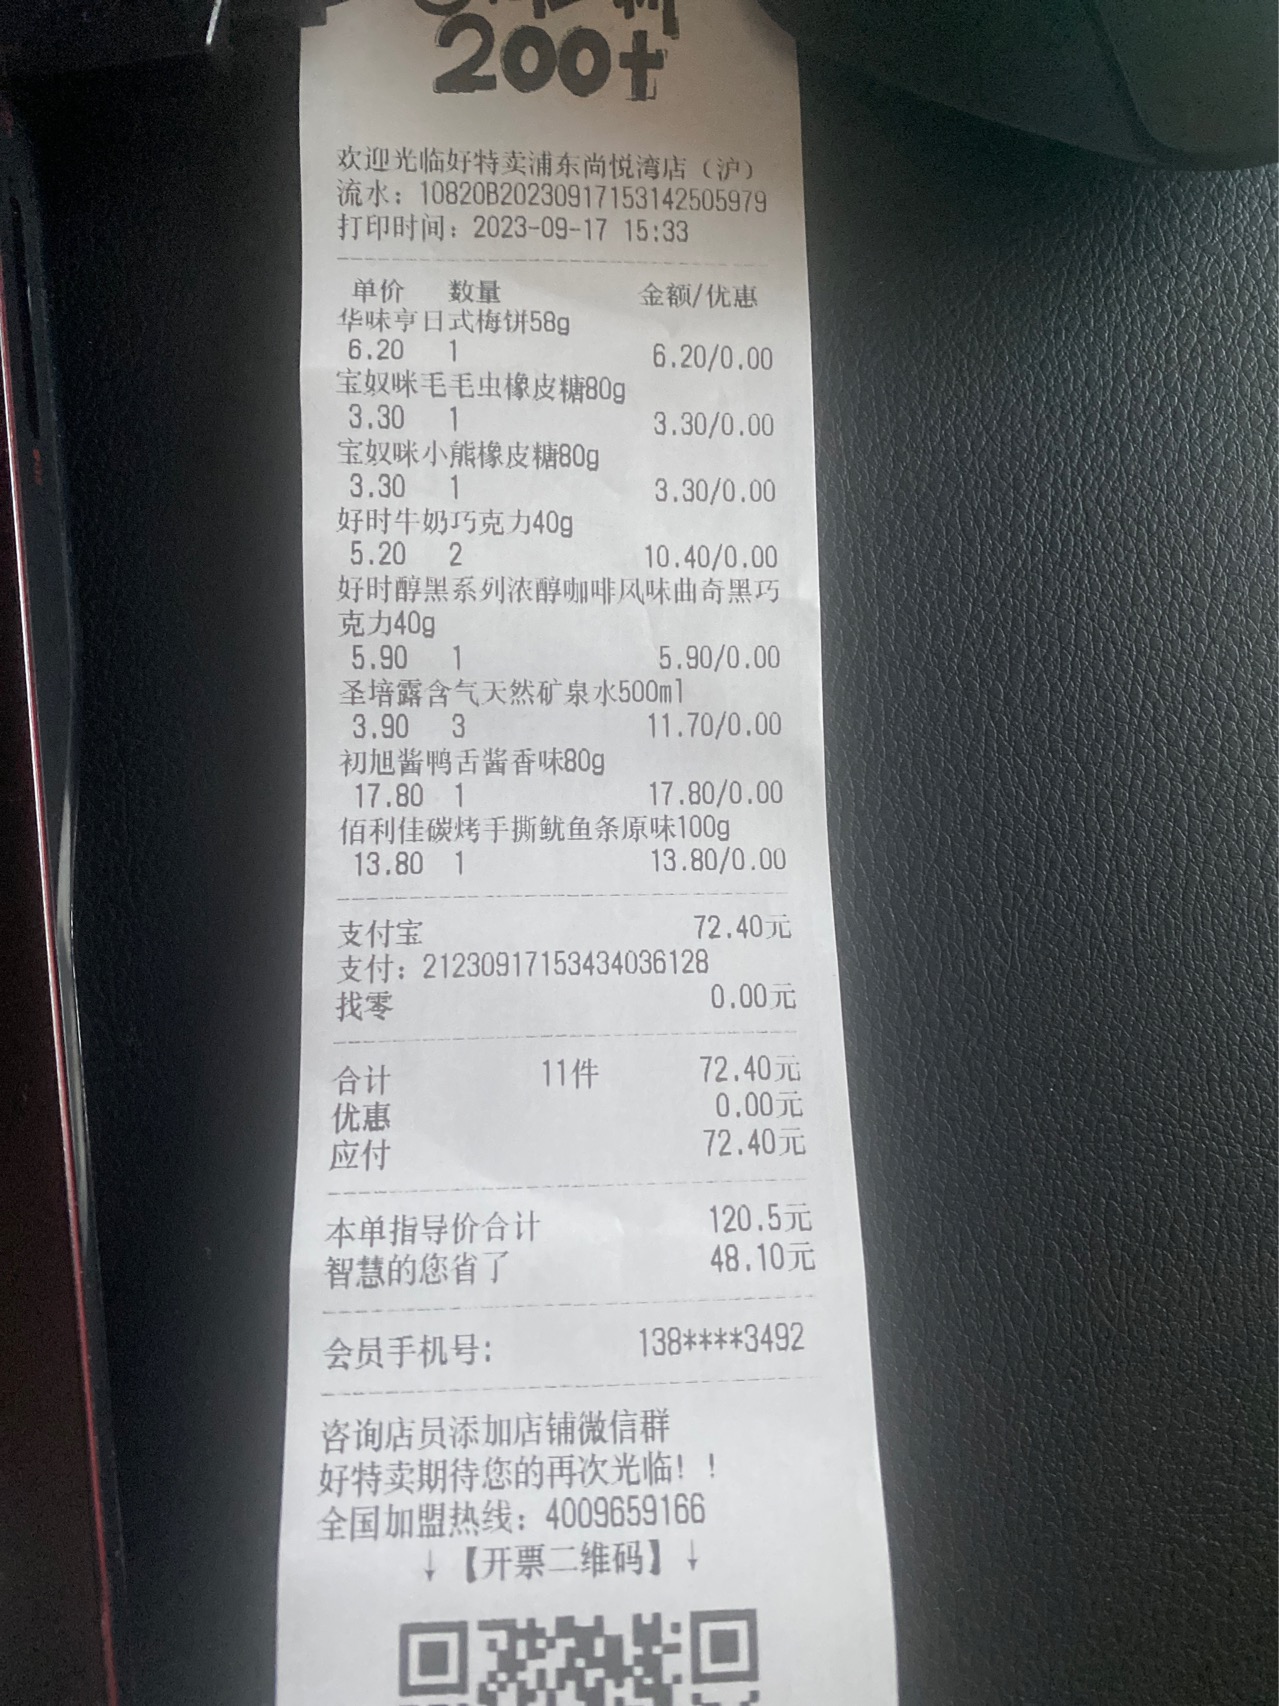 200+
欢迎光临好特卖浦东尚悦湾店（沪）
流水：10820B20230917153142505979
打印时间：2023-09-17 15:33
单价 数量 金额/优惠
华味亨日式梅饼58g
6.20 1 6.20/0.00
宝奴咪毛毛虫橡皮糖80g
3.30 1 3.30/0.00
宝奴咪小熊橡皮糖80g
3.30 1 3.30/0.00
好时牛奶巧克力40g
5.20 2 10.40/0.00
好时醇黑系列浓醇咖啡风味曲奇黑巧
克力40g
5.90 1 5.90/0.00
圣培露含气天然矿泉水500ml
3.90 3 11.70/0.00
初旭酱鸭舌酱香味80g
17.80 1 17.80/0.00
佰利佳碳烤手撕鱿鱼条原味100g
13.80 1 13.80/0.00
支付宝 72.40元
支付：212309171534340361​28
找零 0.00元
合计 11件 72.40元
优惠 0.00元
应付 72.40元
本单指导价合计 120.5元
智慧的您省了 48.10元
会员手机号： 138****3492
咨询店员添加店铺微信群
好特卖期待您的再次光临！！
全国加盟热线：4009659166
↓【开票二维码】↓